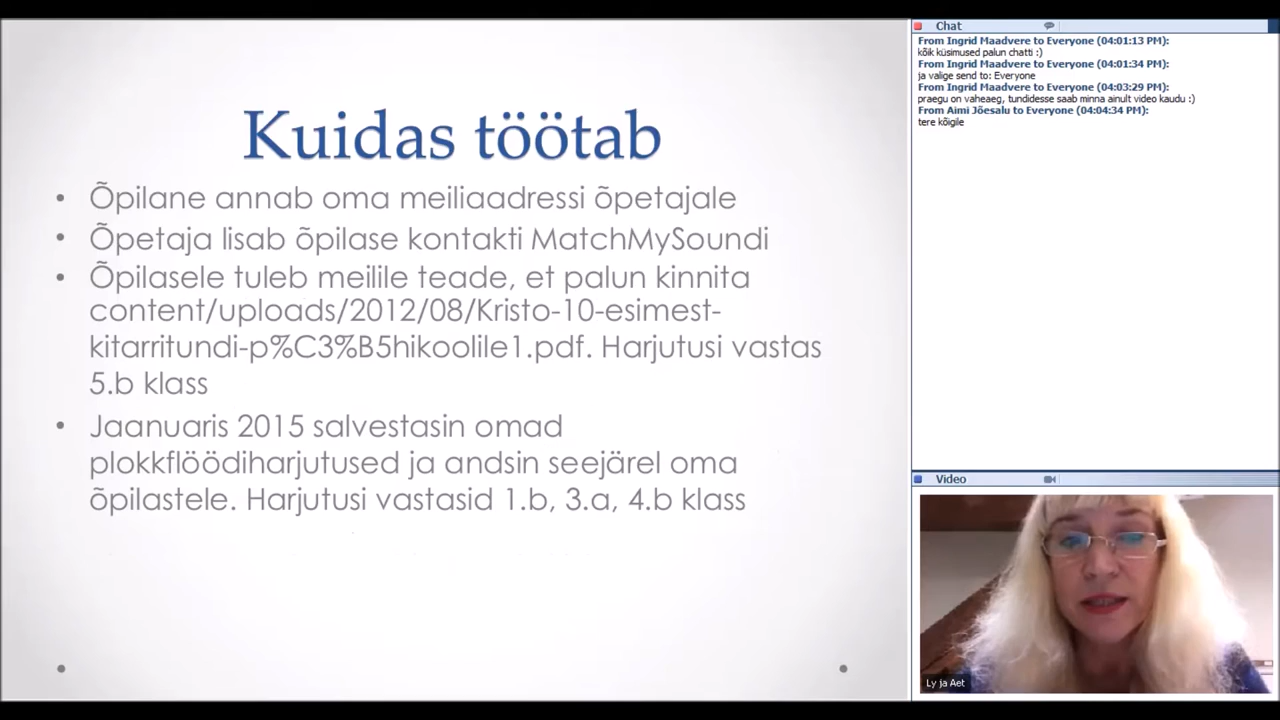 Kuidas töötab
• Õpilane annab oma meiliaadressi õpetajale
• Õpetaja lisab õpilase kontakti MatchMySoundi
• Õpilasele tuleb meilile teade, et palun kinnita
content/uploads/2012/08/Kristo-10-esimest-
kitarritundi-p%C3%B5hikoolile1.pdf. Harjutusi vastas
5.b klass
• Jaanuaris 2015 salvestasin omad
plokkflöödiharjutused ja andsin seejärel oma
õpilastele. Harjutusi vastasid 1.b, 3.a, 4.b klass
Chat
From Ingrid Maadvere to Everyone (04:01:13 PM):
kõik küsimused palun chatti :)
From Ingrid Maadvere to Everyone (04:01:34 PM):
ja valige send to: Everyone
From Ingrid Maadvere to Everyone (04:03:29 PM):
praegu on vaheaeg, tundidesse saab minna ainult video kaudu :)
From Aimi Jõesalu to Everyone (04:04:34 PM):
tere kõigile
Video
Ly ja Aet